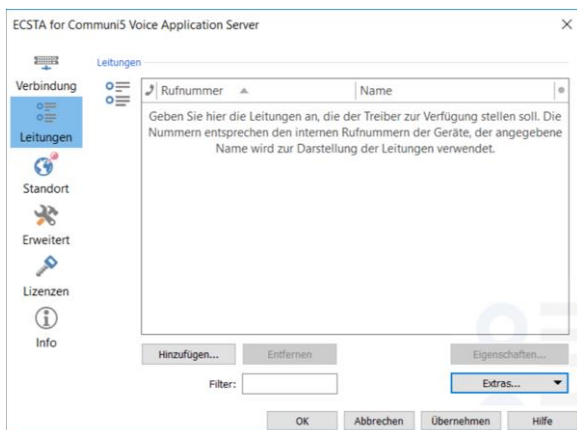 ECSTA for Communi5 Voice Application Server
Verbindung
Leitungen
Standort
Erweitert
Lizenzen
Info
Leitungen
Rufnummer
Name
Geben Sie hier die Leitungen an, die der Treiber zur Verfügung stellen soll. Die
Nummern entsprechen den internen Rufnummern der Geräte, der angegebene
Name wird zur Darstellung der Leitungen verwendet.
Hinzufügen...
Entfernen
Eigenschaften...
Filter:
Extras...
OK
Abbrechen
Übernehmen
Hilfe